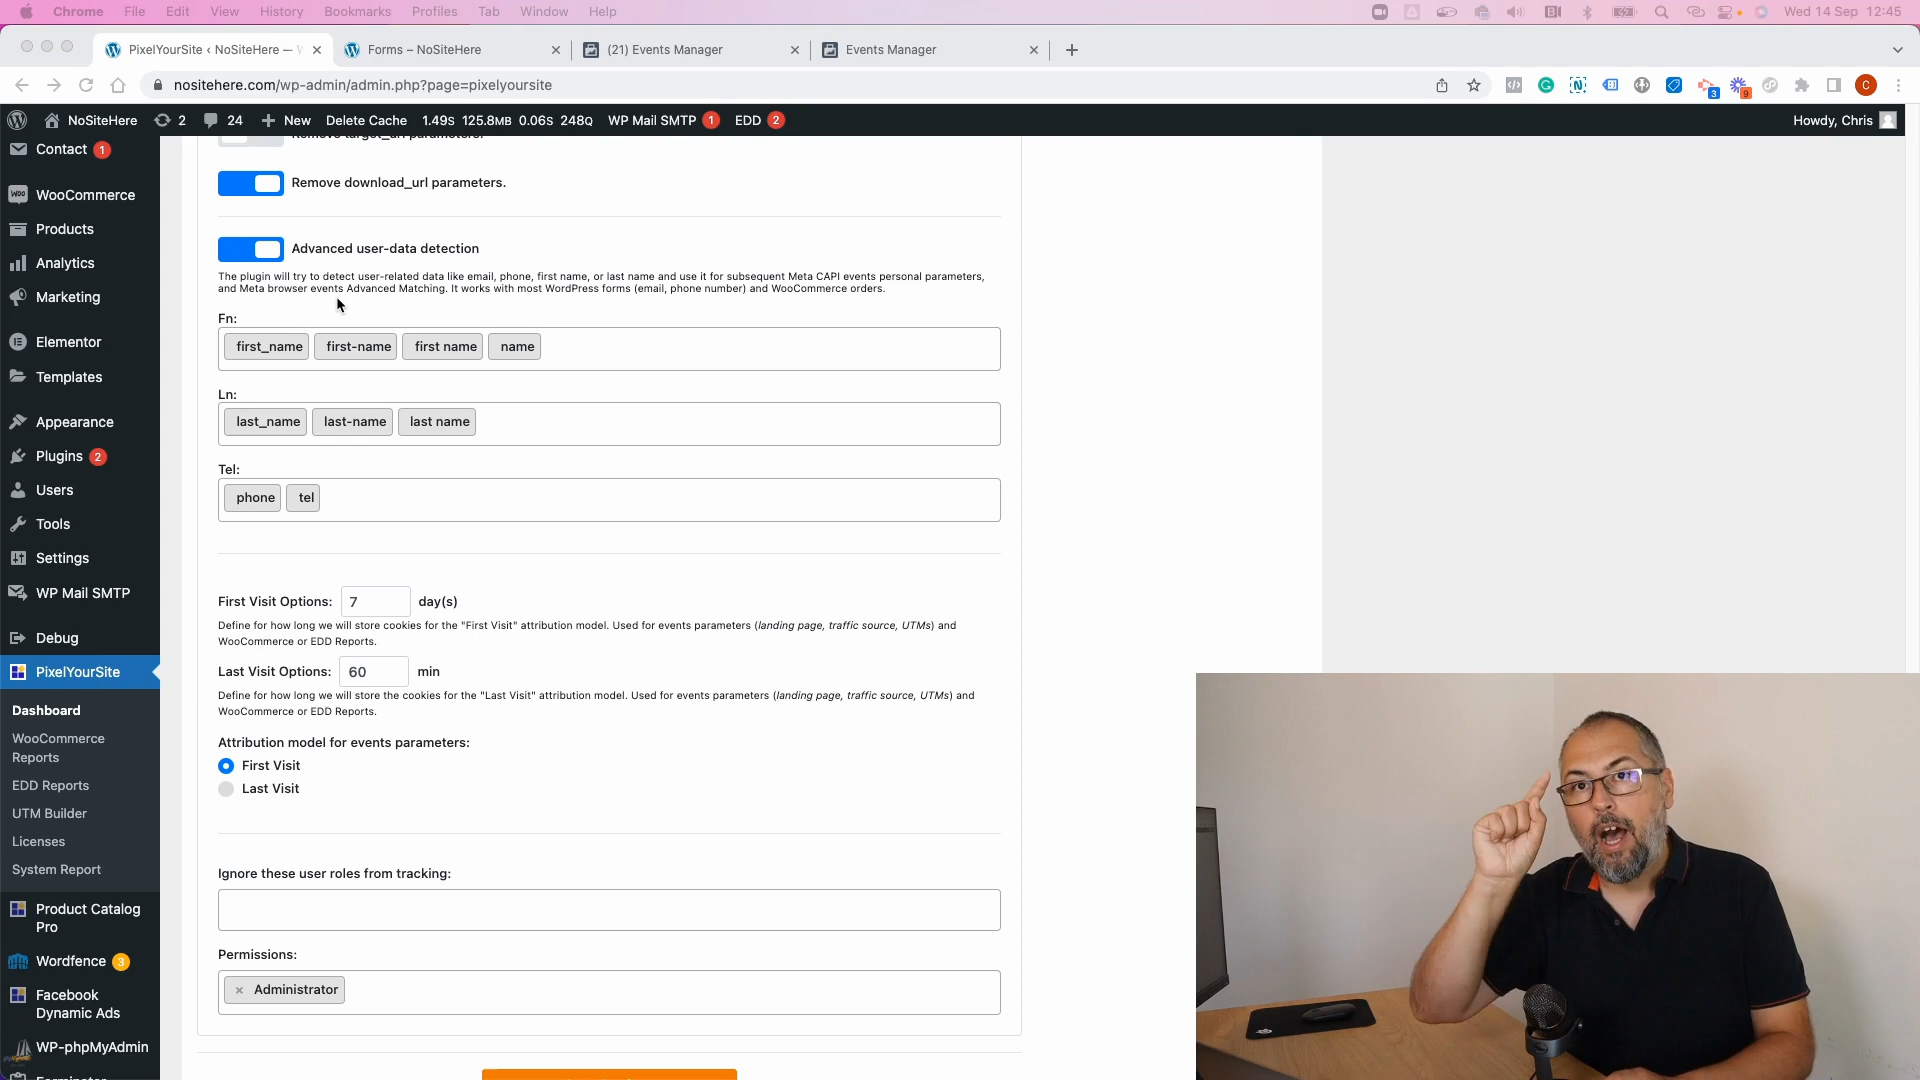 Chrome File Edit View History Bookmarks Profiles Tab Window Help Wed 14 Sep 12:45
PixelYourSite ‹ NoSiteHere — Forms – NoSiteHere (21) Events Manager Events Manager
nositehere.com/wp-admin/admin.php?page=pixelyoursite
3 9 C
NoSiteHere 2 24 New Delete Cache 1.49S 125.8MB 0.06S 248Q WP Mail SMTP 1 EDD 2 Howdy, Chris
Contact 1
WooCommerce
Products
Analytics
Marketing
Elementor
Templates
Appearance
Plugins 2
Users
Tools
Settings
WP Mail SMTP
Debug
PixelYourSite
Dashboard
WooCommerce
Reports
EDD Reports
UTM Builder
Licenses
System Report
Product Catalog
Pro
Wordfence 3
Facebook
Dynamic Ads
WP-phpMyAdmin
Remove target_url parameters.
Remove download_url parameters.
Advanced user-data detection
The plugin will try to detect user-related data like email, phone, first name, or last name and use it for subsequent Meta CAPI events personal parameters,
and Meta browser events Advanced Matching. It works with most WordPress forms (email, phone number) and WooCommerce orders.
Fn:
first_name first-name first name name
Ln:
last_name last-name last name
Tel:
phone tel
First Visit Options: 7 day(s)
Define for how long we will store cookies for the "First Visit" attribution model. Used for events parameters (landing page, traffic source, UTMs) and
WooCommerce or EDD Reports.
Last Visit Options: 60 min
Define for how long we will store the cookies for the "Last Visit" attribution model. Used for events parameters (landing page, traffic source, UTMs) and
WooCommerce or EDD Reports.
Attribution model for events parameters:
First Visit
Last Visit
Ignore these user roles from tracking:
Permissions:
× Administrator